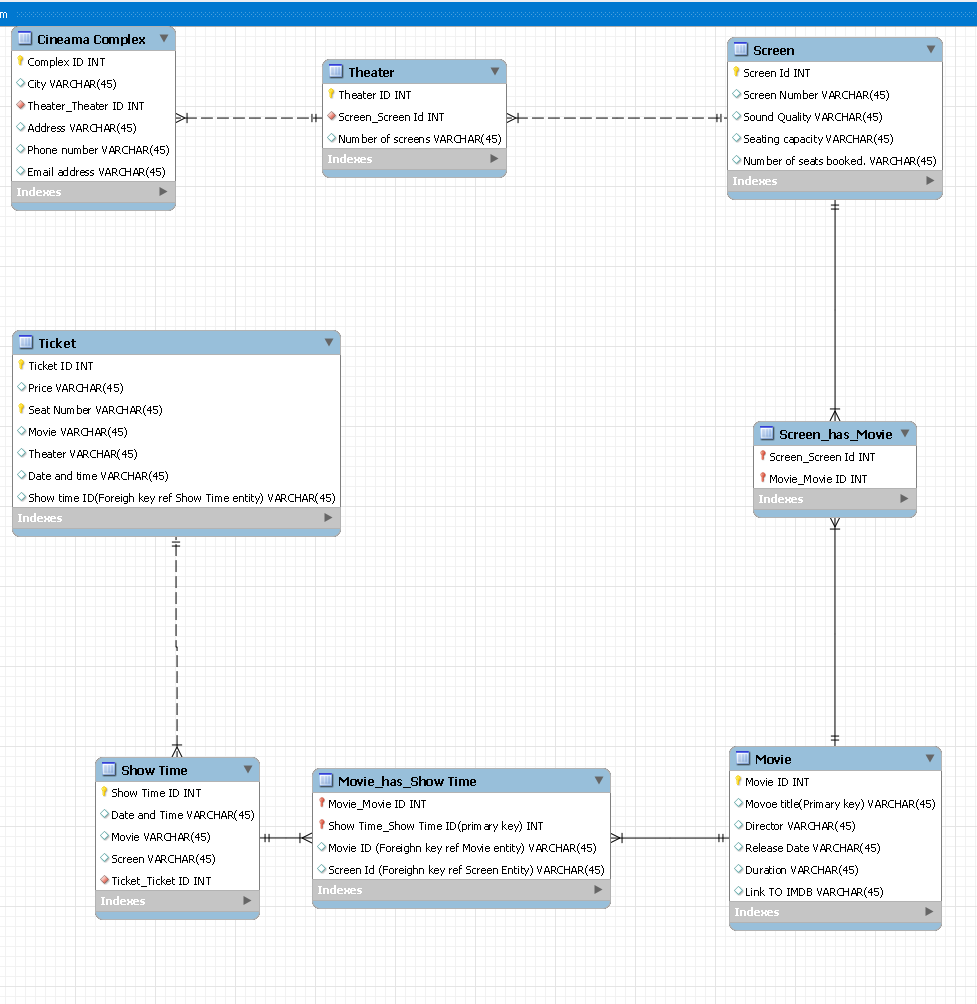 m
Cineama Complex
Complex ID INT
City VARCHAR(45)
Theater_Theater ID INT
Address VARCHAR(45)
Phone number VARCHAR(45)
Email address VARCHAR(45)
Indexes
Theater
Theater ID INT
Screen_Screen Id INT
Number of screens VARCHAR(45)
Indexes
Screen
Screen Id INT
Screen Number VARCHAR(45)
Sound Quality VARCHAR(45)
Seating capacity VARCHAR(45)
Number of seats booked. VARCHAR(45)
Indexes
Ticket
Ticket ID INT
Price VARCHAR(45)
Seat Number VARCHAR(45)
Movie VARCHAR(45)
Theater VARCHAR(45)
Date and time VARCHAR(45)
Show time ID(Foreigh key ref Show Time entity) VARCHAR(45)
Indexes
Screen_has_Movie
Screen_Screen Id INT
Movie_Movie ID INT
Indexes
Show Time
Show Time ID INT
Date and Time VARCHAR(45)
Movie VARCHAR(45)
Screen VARCHAR(45)
Ticket_Ticket ID INT
Indexes
Movie_has_Show Time
Movie_Movie ID INT
Show Time_Show Time ID(primary key) INT
Movie ID (Foreighn key ref Movie entity) VARCHAR(45)
Screen Id (Foreighn key ref Screen Entity) VARCHAR(45)
Indexes
Movie
Movie ID INT
Movoe title(Primary key) VARCHAR(45)
Director VARCHAR(45)
Release Date VARCHAR(45)
Duration VARCHAR(45)
Link TO IMDB VARCHAR(45)
Indexes